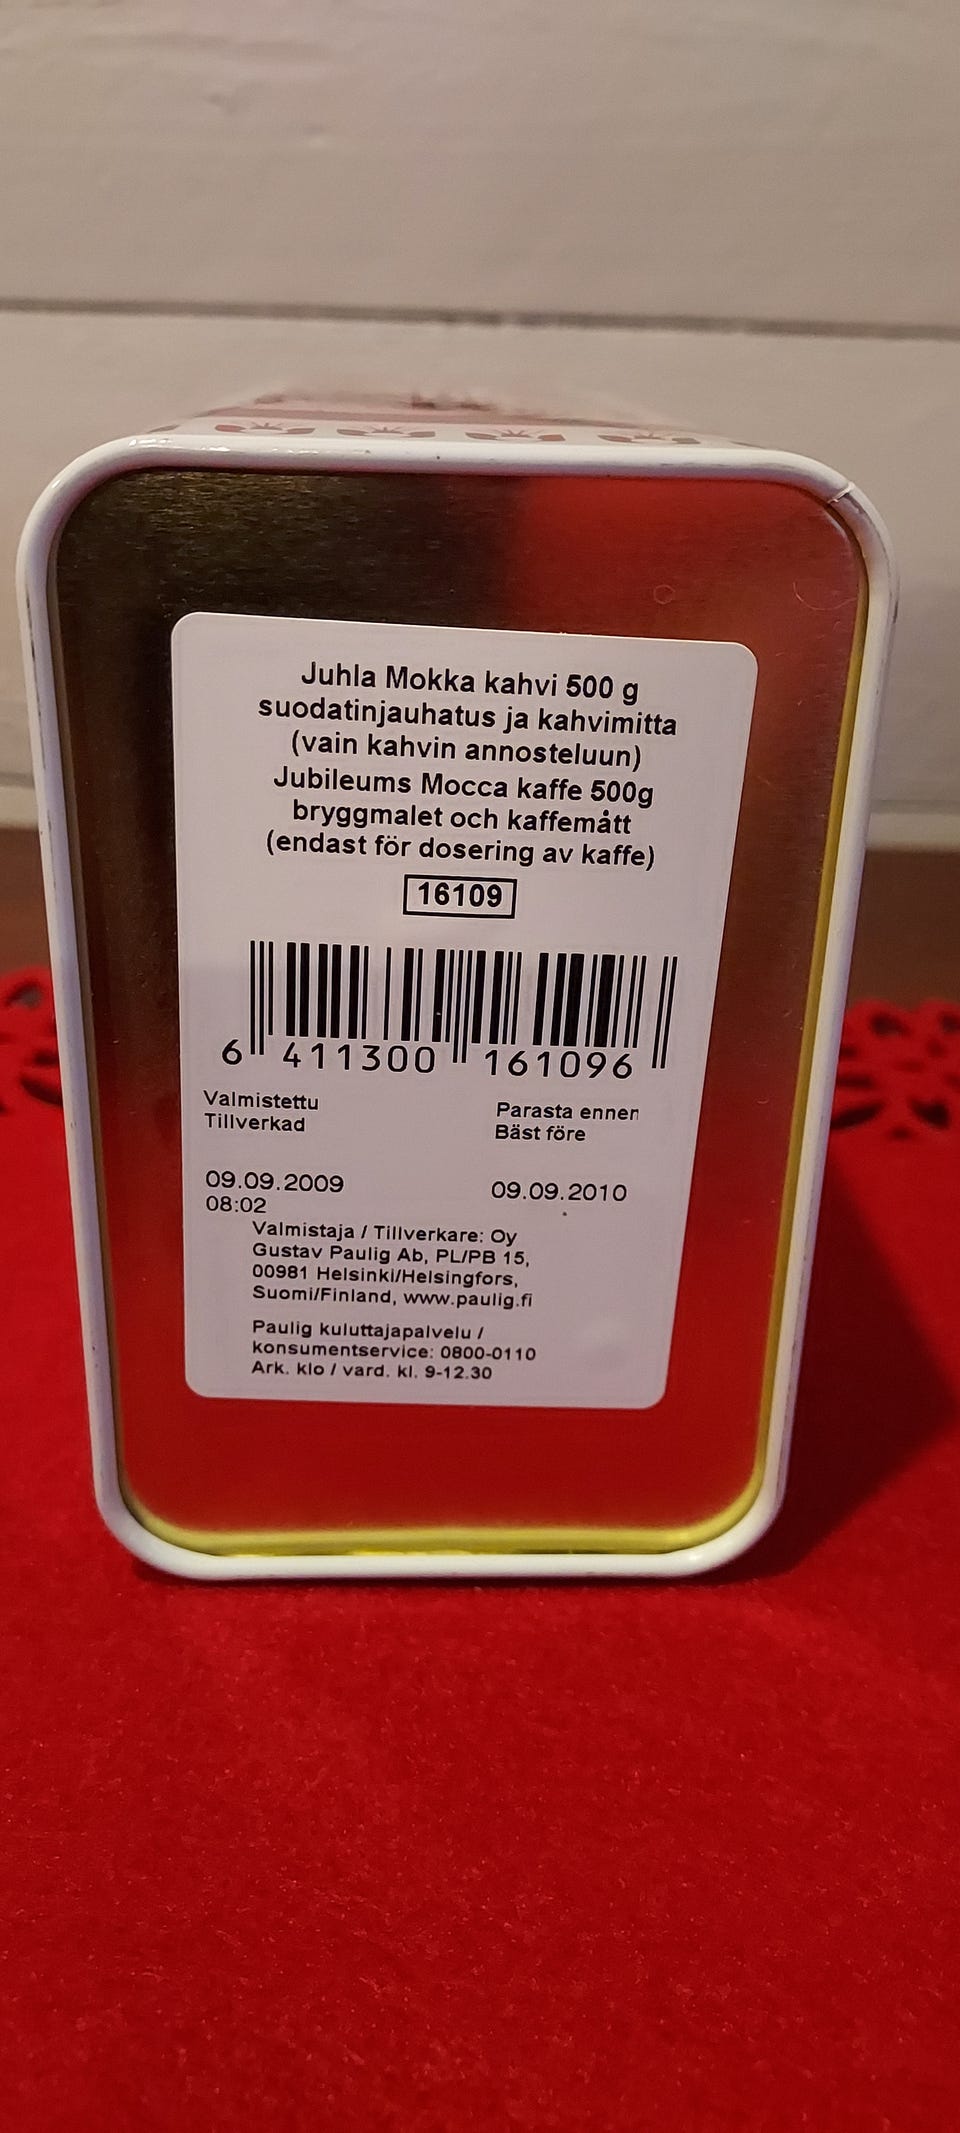 Juhla Mokka kahvi 500 g
suodatinjauhatus ja kahvimitta
(vain kahvin annosteluun)
Jubileums Mocca kaffe 500g
bryggmalet och kaffemått
(endast för dosering av kaffe)
16109
6 411300 161096
Valmistettu
Tillverkad
09.09.2009
08:02
Parasta ennen
Bäst före
09.09.2010
Valmistaja / Tillverkare: Oy
Gustav Paulig Ab, PL/PB 15,
00981 Helsinki/Helsingfors,
Suomi/Finland, www.paulig.fi
Paulig kuluttajapalvelu /
konsumentservice: 0800-0110
Ark. klo / vard. kl. 9-12.30